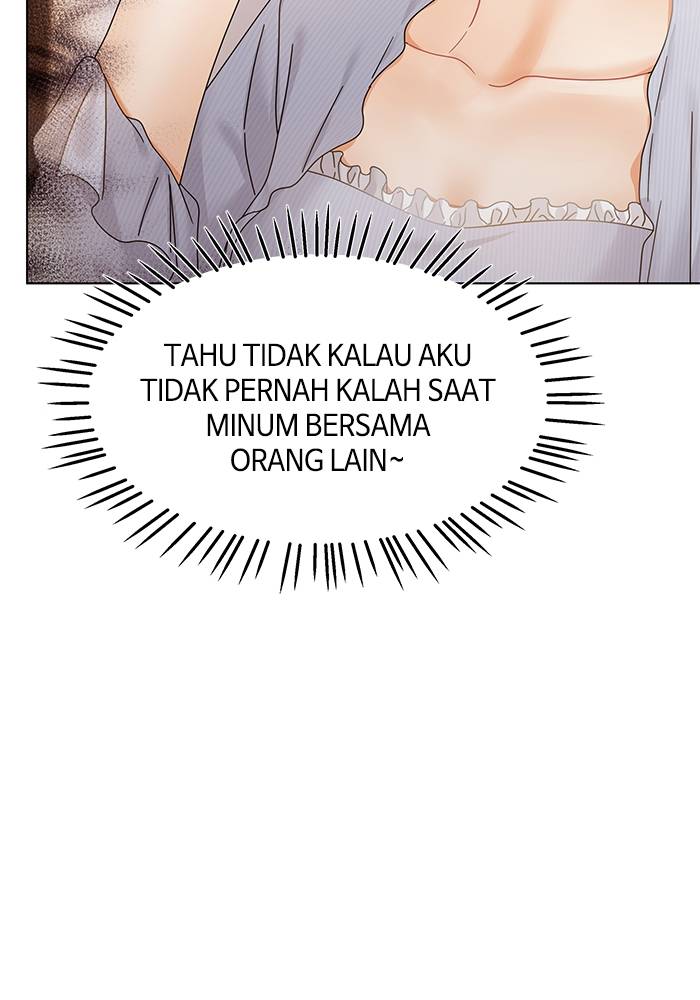 TAHU TIDAK KALAU AKU
TIDAK PERNAH KALAH SAAT
MINUM BERSAMA
ORANG LAIN~